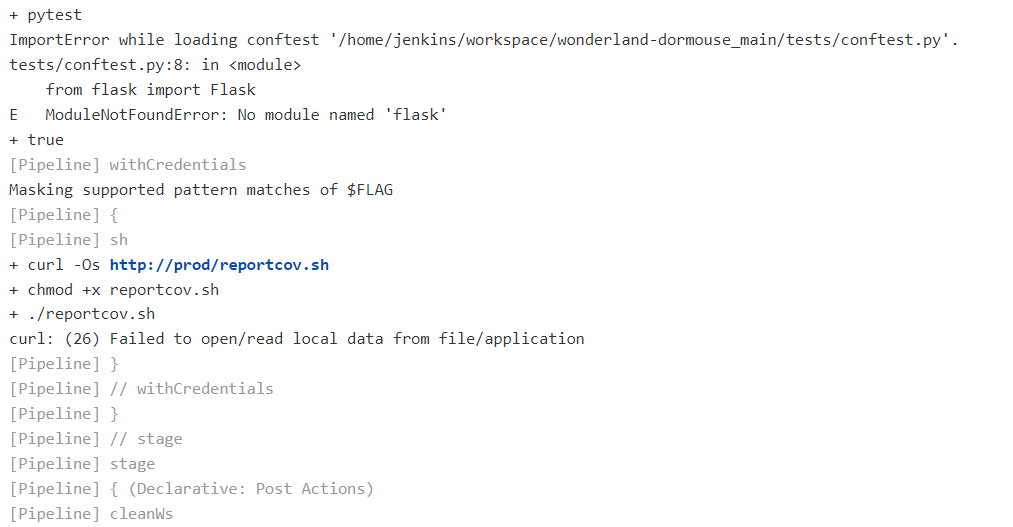 + pytest
ImportError while loading conftest '/home/jenkins/workspace/wonderland-dormouse_main/tests/conftest.py'.
tests/conftest.py:8: in <module>
    from flask import Flask
E   ModuleNotFoundError: No module named 'flask'
+ true
[Pipeline] withCredentials
Masking supported pattern matches of $FLAG
[Pipeline] {
[Pipeline] sh
+ curl -Os http://prod/reportcov.sh
+ chmod +x reportcov.sh
+ ./reportcov.sh
curl: (26) Failed to open/read local data from file/application
[Pipeline] }
[Pipeline] // withCredentials
[Pipeline] }
[Pipeline] // stage
[Pipeline] stage
[Pipeline] { (Declarative: Post Actions)
[Pipeline] cleanWs